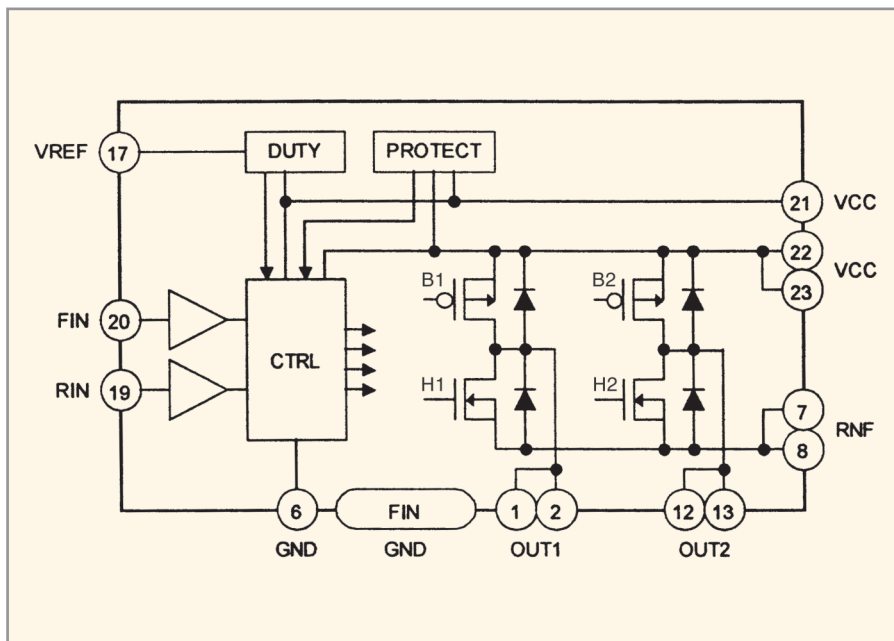 DUTY
PROTECT
VREF
17
21
VCC
22
VCC
23
B1
B2
FIN
20
CTRL
RIN
19
H1
H2
7
RNF
8
6
FIN
1
2
12
13
GND
GND
OUT1
OUT2